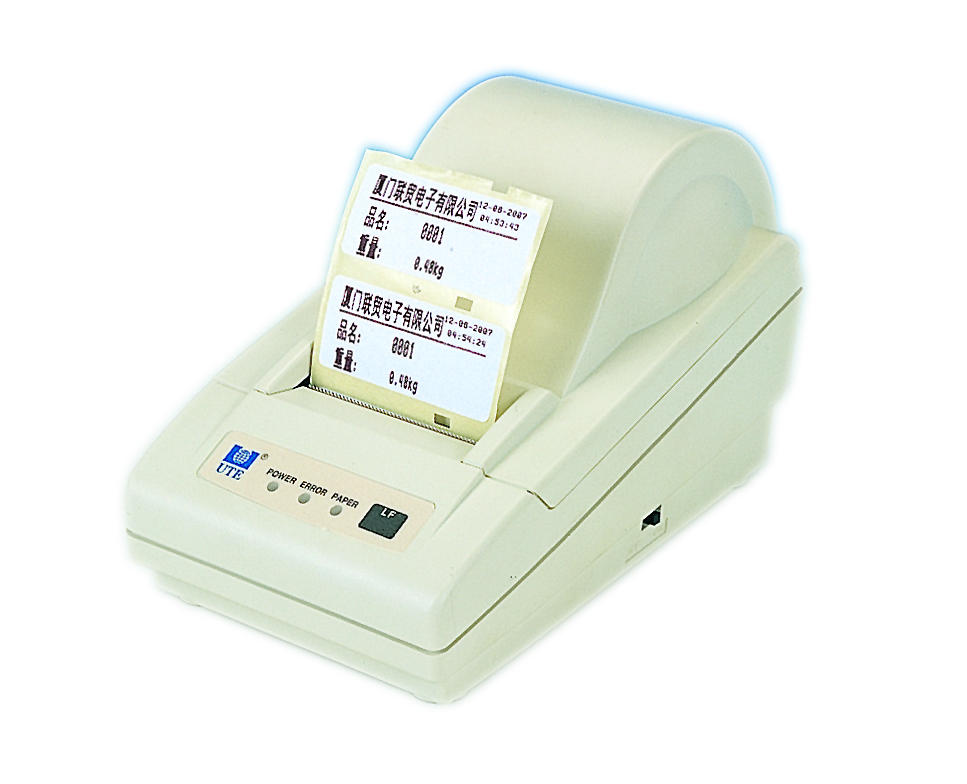 厦门联贸电子有限公司 12-08-2007
04:53:43
品名: 0001
重量: 0.48kg
厦门联贸电子有限公司 12-08-2007
04:54:24
品名: 0001
重量: 0.48kg
UTE ®
POWER ERROR PAPER
LF